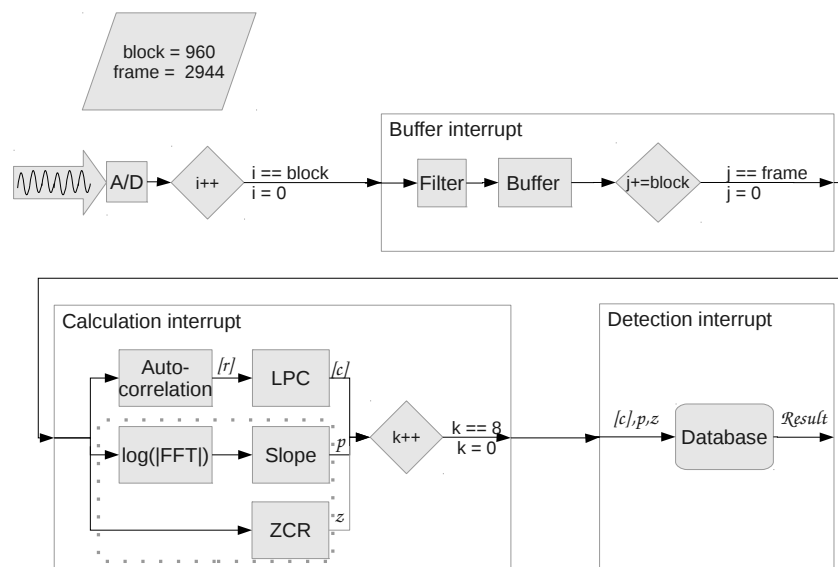 block = 960
frame =  2944
Buffer interrupt
A/D
i++
i == block
i = 0
Filter
Buffer
j+=block
j == frame
j = 0
Calculation interrupt
Auto-
correlation
[r]
LPC
[c]
log(|FFT|)
Slope
p
ZCR
z
k++
k == 8
k = 0
Detection interrupt
[c],p,z
Database
Result